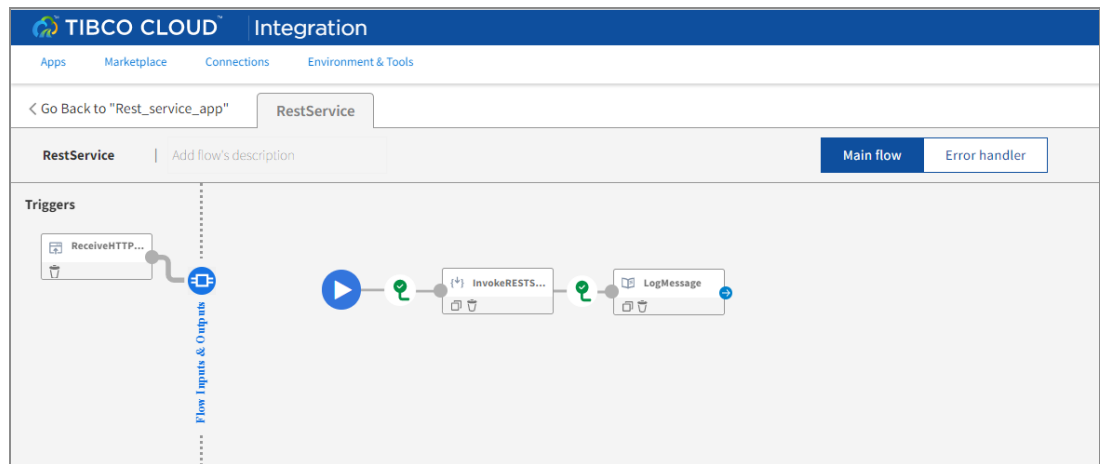 TIBCO CLOUD™ Integration
Apps Marketplace Connections Environment & Tools
< Go Back to "Rest_service_app" RestService
RestService | Add flow's description Main flow Error handler
Triggers
ReceiveHTTP...
InvokeRESTS...
LogMessage
Flow Inputs & Outputs